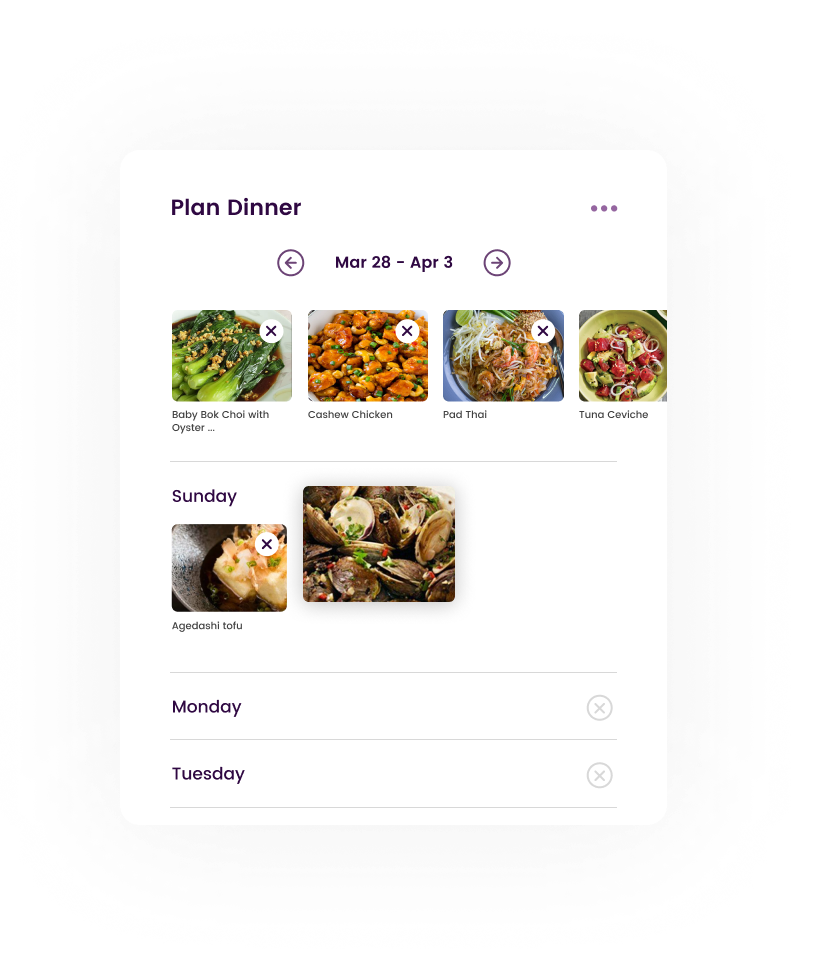 Plan Dinner
Mar 28 - Apr 3
Baby Bok Choi with
Oyster ...
Cashew Chicken
Pad Thai
Tuna Ceviche
Sunday
Agedashi tofu
Monday
Tuesday